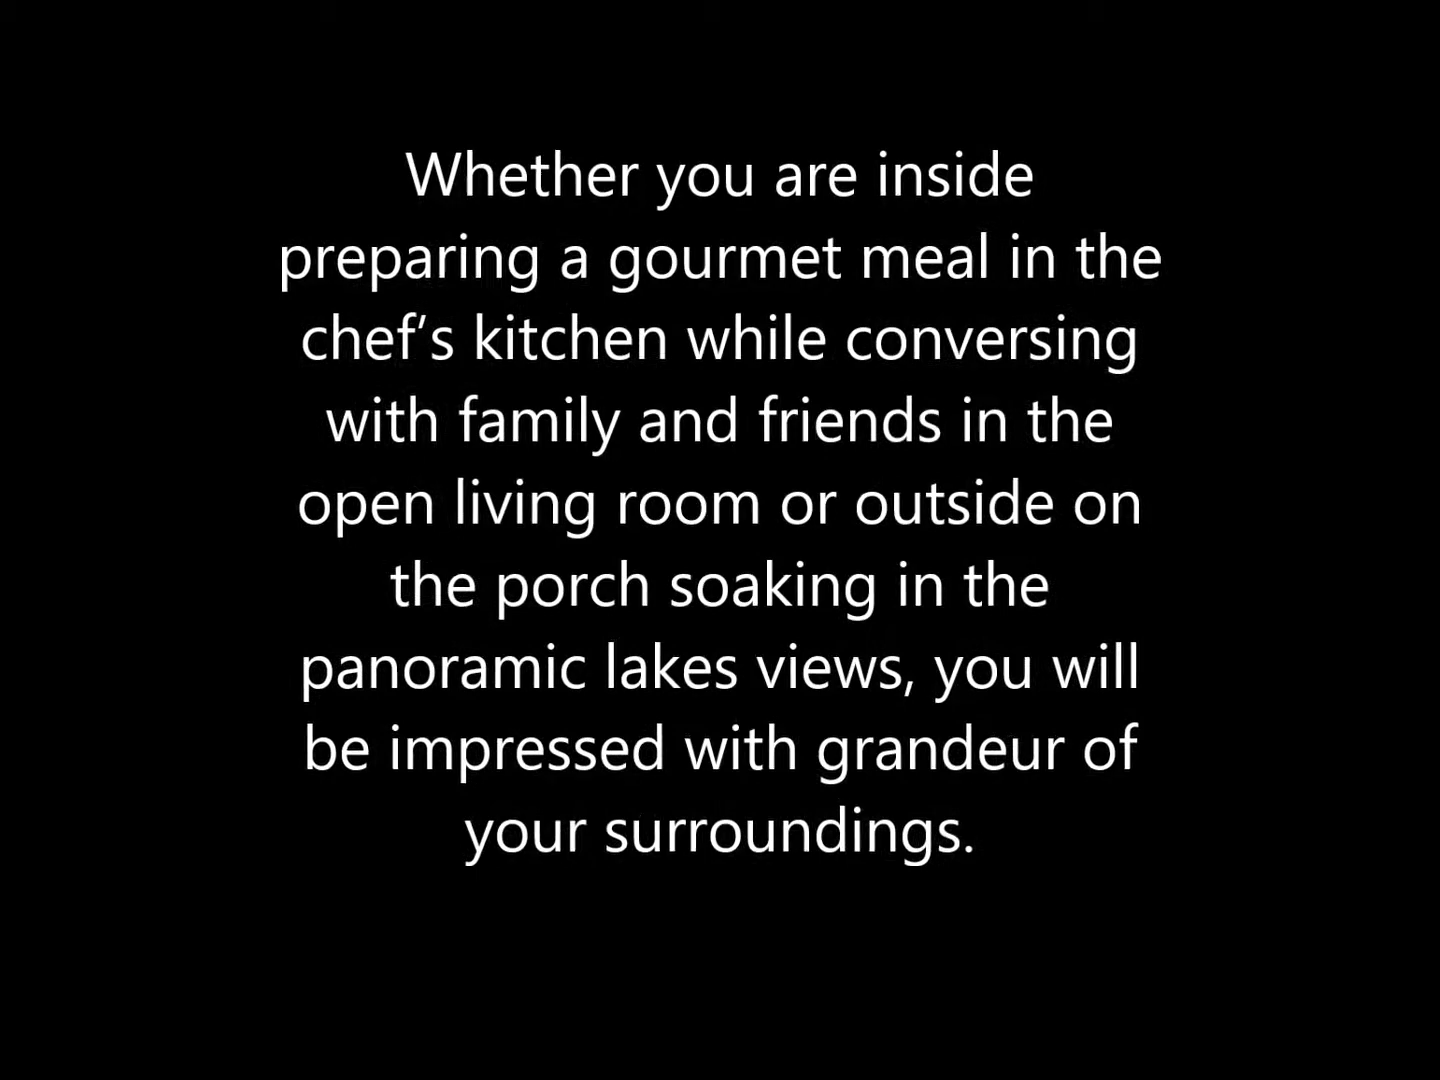 Whether you are inside
preparing a gourmet meal in the
chef’s kitchen while conversing
with family and friends in the
open living room or outside on
the porch soaking in the
panoramic lakes views, you will
be impressed with grandeur of
your surroundings.